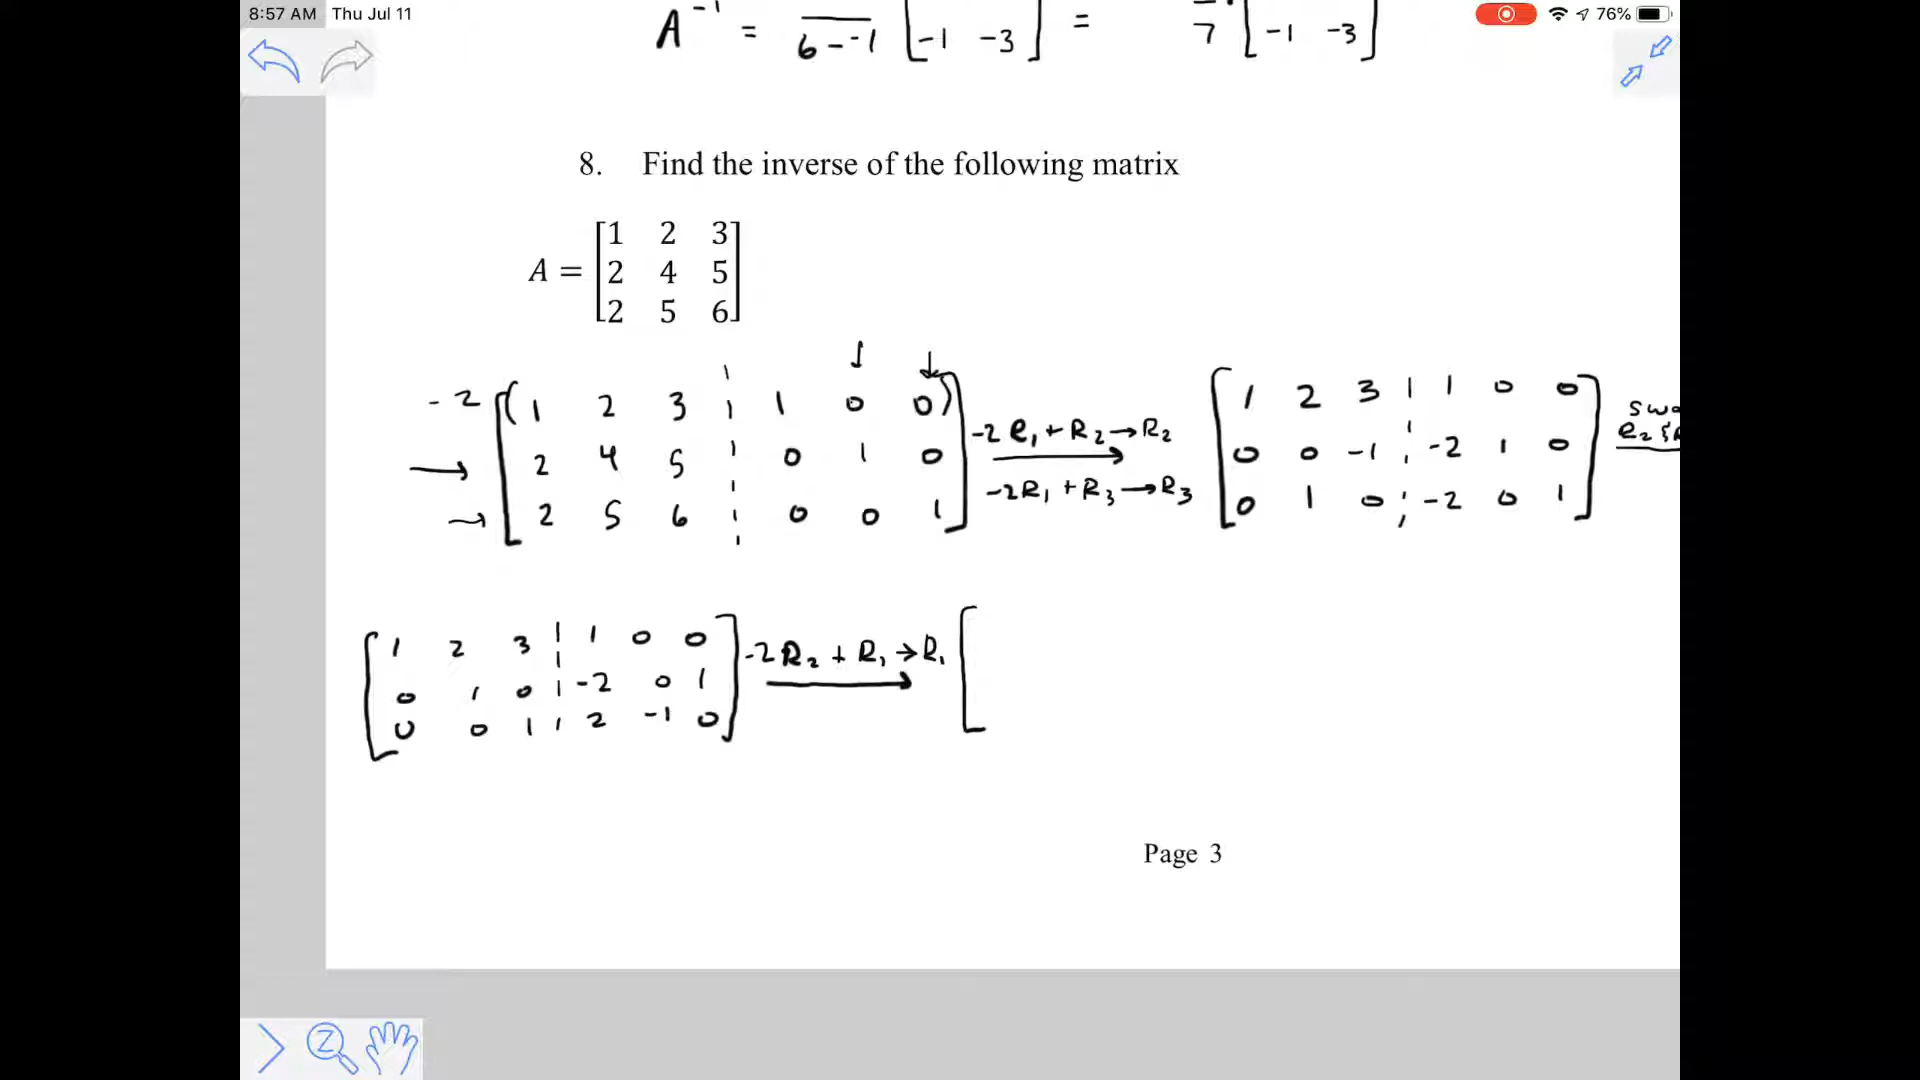 8:57 AM Thu Jul 11
76%
A⁻¹ = 6 - -1 [-1 -3] = 7 [-1 -3]
8. Find the inverse of the following matrix
1 2 3
A = 2 4 5
2 5 6
-2 ( 1 2 3 | 1 0 0 )
→ 2 4 5 | 0 1 0
→ 2 5 6 | 0 0 1
-2R₁ + R₂ → R₂
-2R₁ + R₃ → R₃
1 2 3 | 1 0 0
0 0 -1 | -2 1 0
0 1 0 | -2 0 1
1 2 3 | 1 0 0
0 1 0 | -2 0 1
0 0 1 | 2 -1 0
-2R₂ + R₁ → R₁ [
Page 3